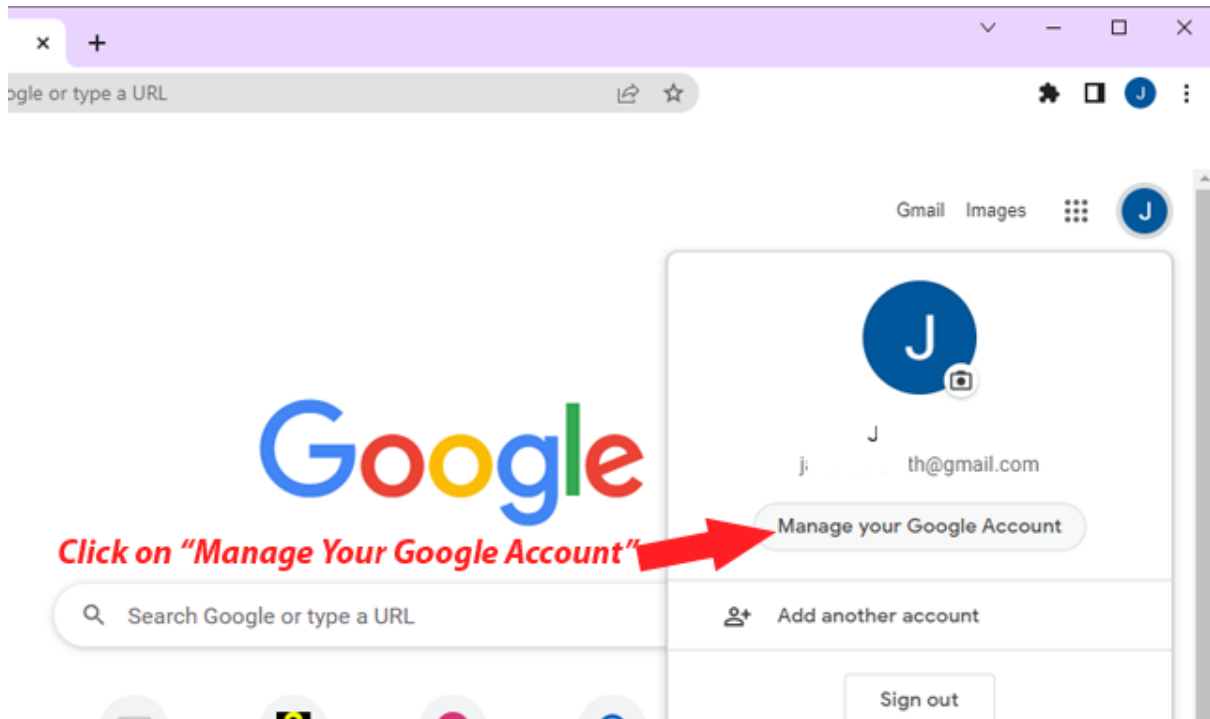 ogle or type a URL
J
Gmail Images
J
J
J
j th@gmail.com
Google
Manage your Google Account
Click on “Manage Your Google Account”
Search Google or type a URL
Add another account
Sign out